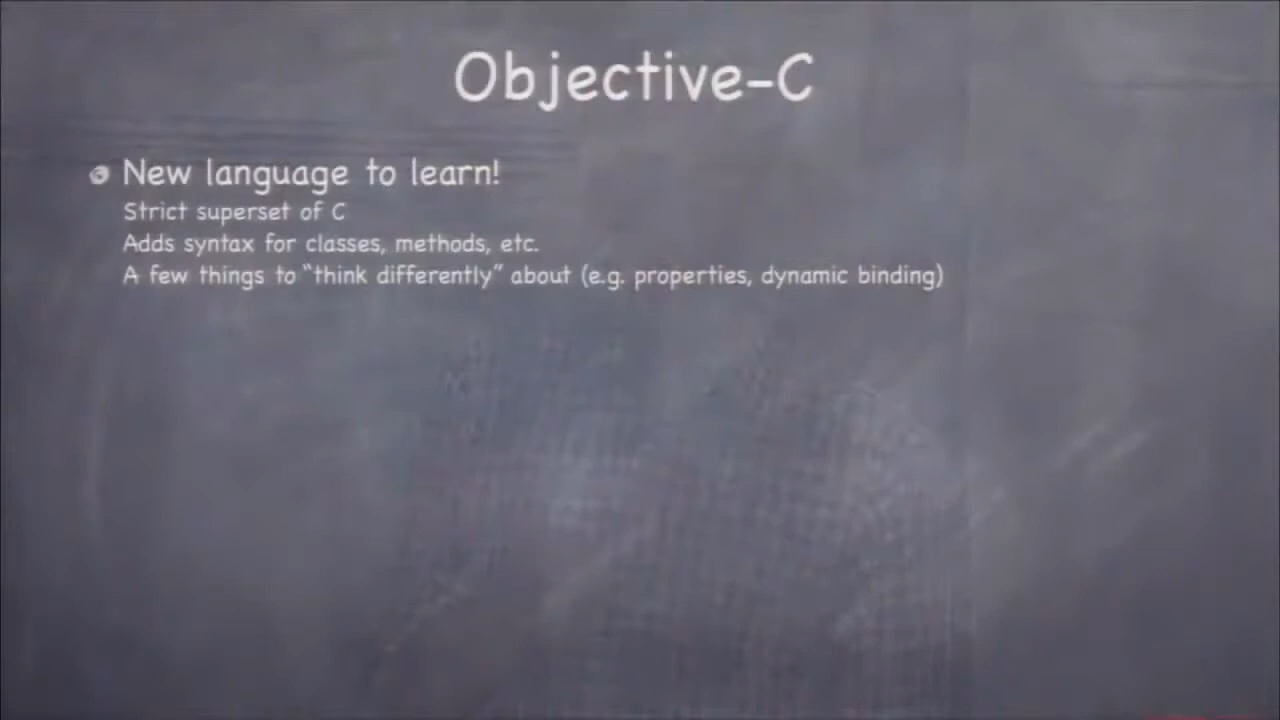 Objective-C
New language to learn!
Strict superset of C
Adds syntax for classes, methods, etc.
A few things to “think differently” about (e.g. properties, dynamic binding)